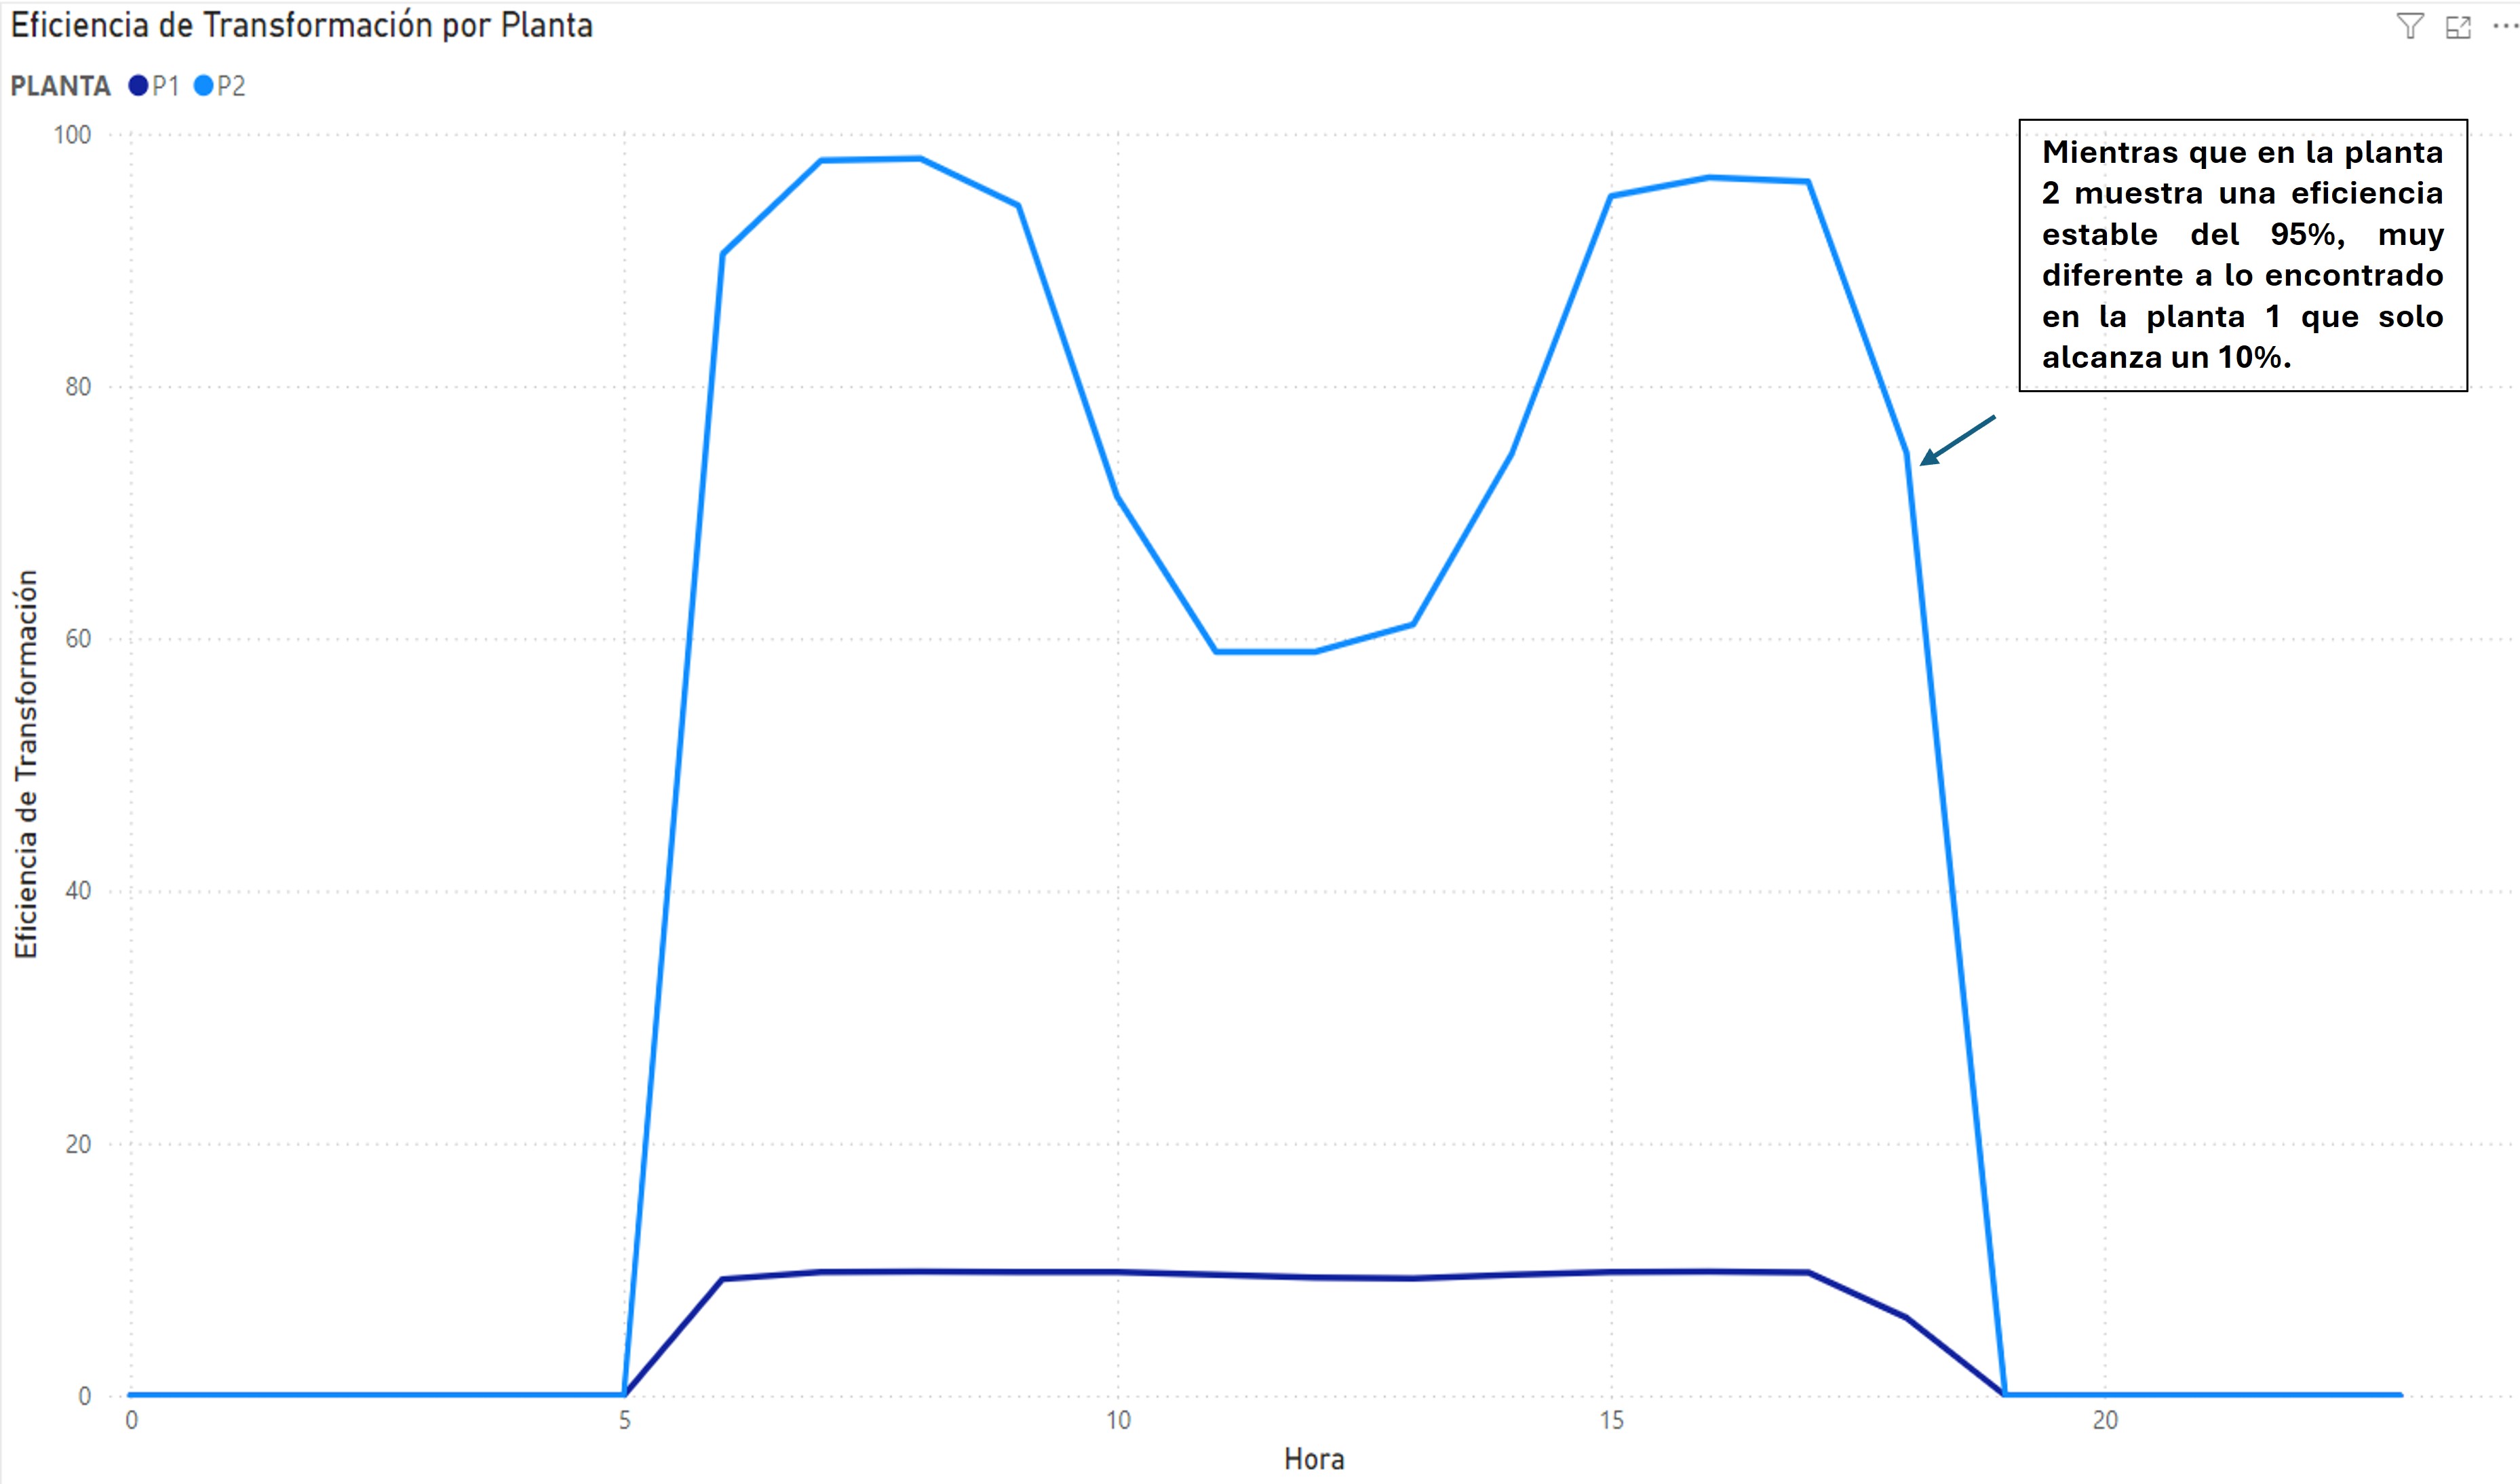 Eficiencia de Transformación por Planta
PLANTA P1 P2
100
80
60
40
20
0
Eficiencia de Transformación
0 5 10 15 20
Hora
Mientras que en la planta
2 muestra una eficiencia
estable del 95%, muy
diferente a lo encontrado
en la planta 1 que solo
alcanza un 10%.